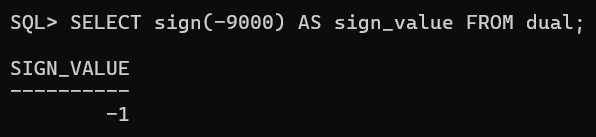 SQL> SELECT sign(-9000) AS sign_value FROM dual;
SIGN_VALUE
----------
-1